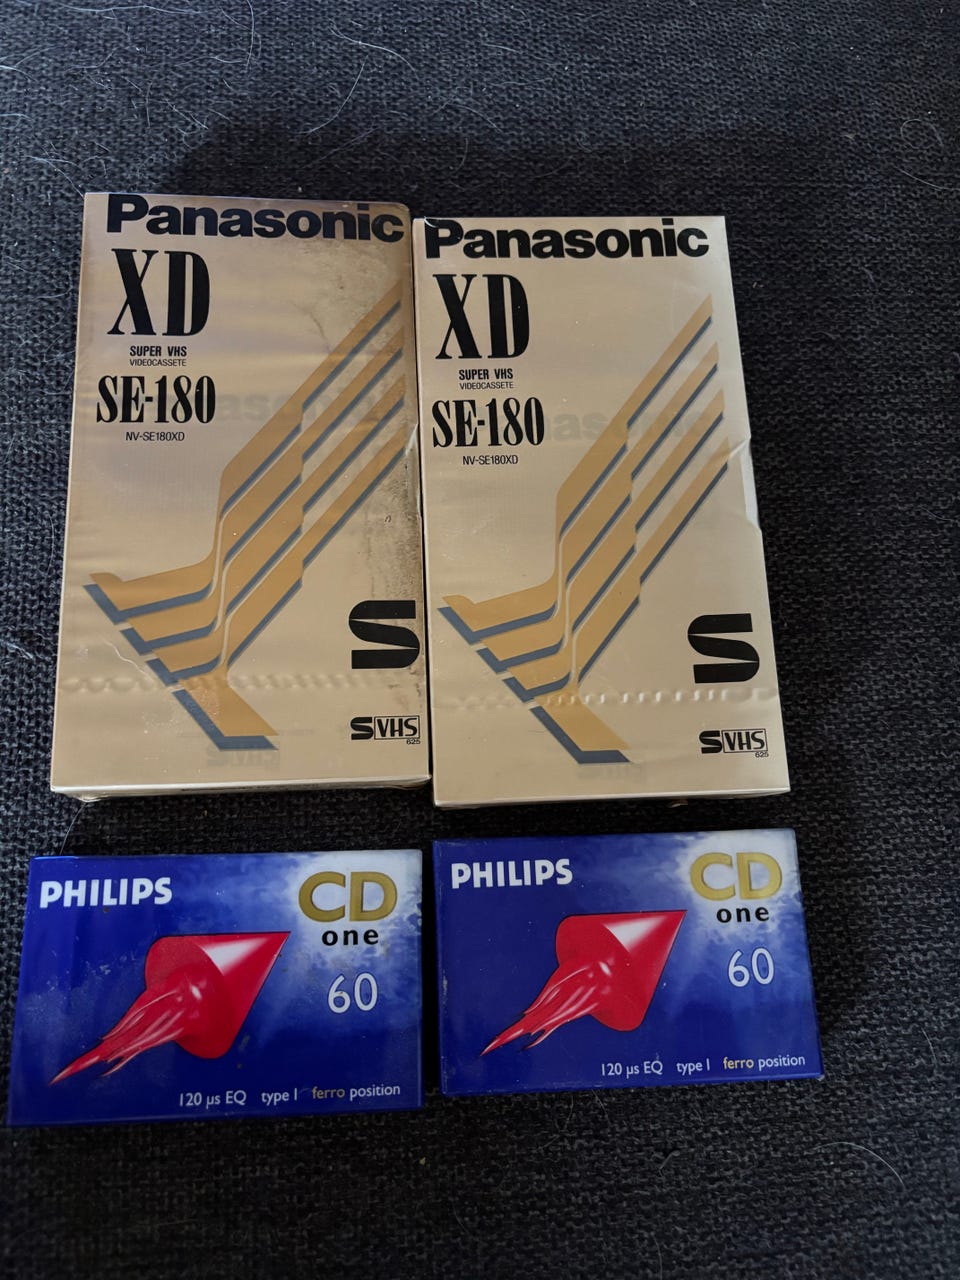 Panasonic
XD
SUPER VHS
VIDEOCASSETE
SE-180
NV-SE180XD
S
S VHS
625
Panasonic
XD
SUPER VHS
VIDEOCASSETE
SE-180
NV-SE180XD
S
S VHS
625
PHILIPS
CD
one
60
120 µs EQ type I ferro position
PHILIPS
CD
one
60
120 µs EQ type I ferro position